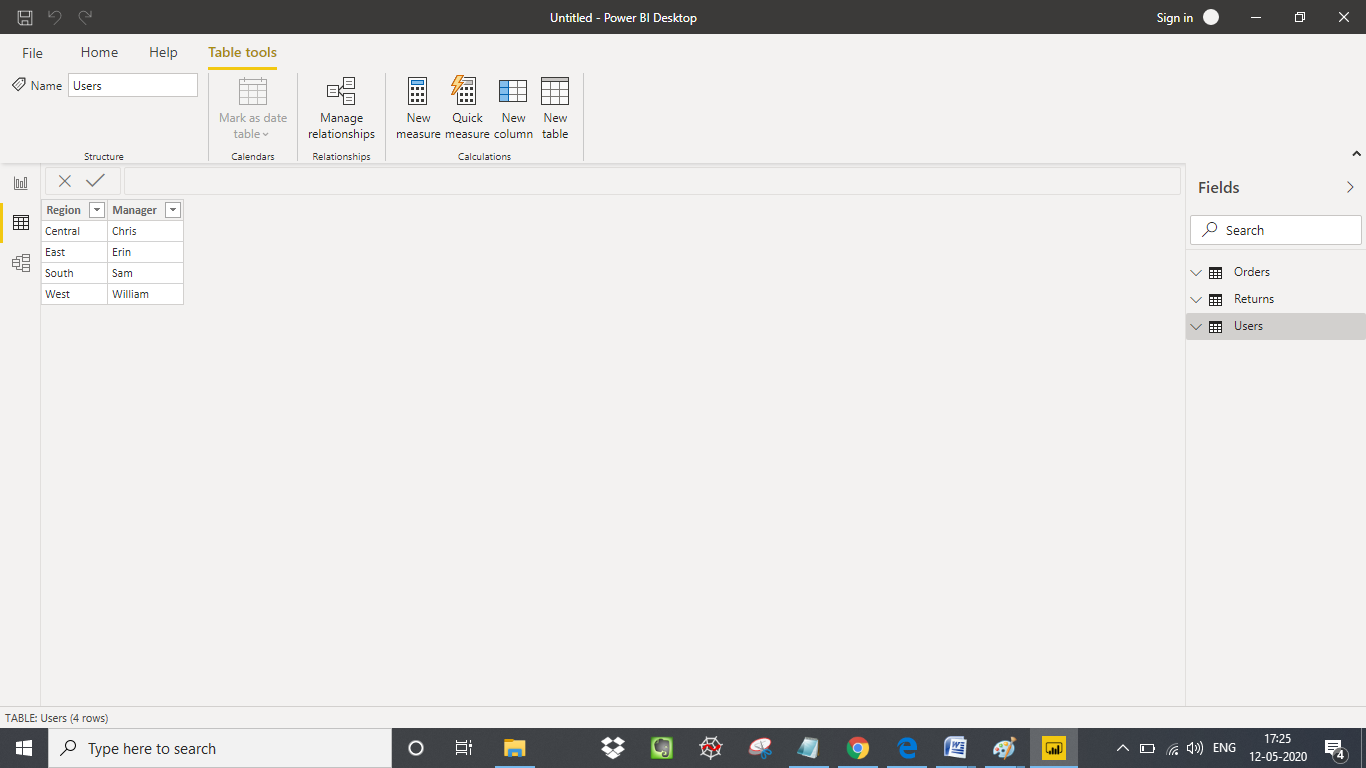 Untitled - Power BI Desktop
Sign in
File
Home
Help
Table tools
Name
Users
Mark as date
table
Manage
relationships
New
measure
Quick
measure
New
column
New
table
Structure
Calendars
Relationships
Calculations
Region
Manager
Central
Chris
East
Erin
South
Sam
West
William
Fields
Search
Orders
Returns
Users
TABLE: Users (4 rows)
Type here to search
ENG
17:25
12-05-2020
4